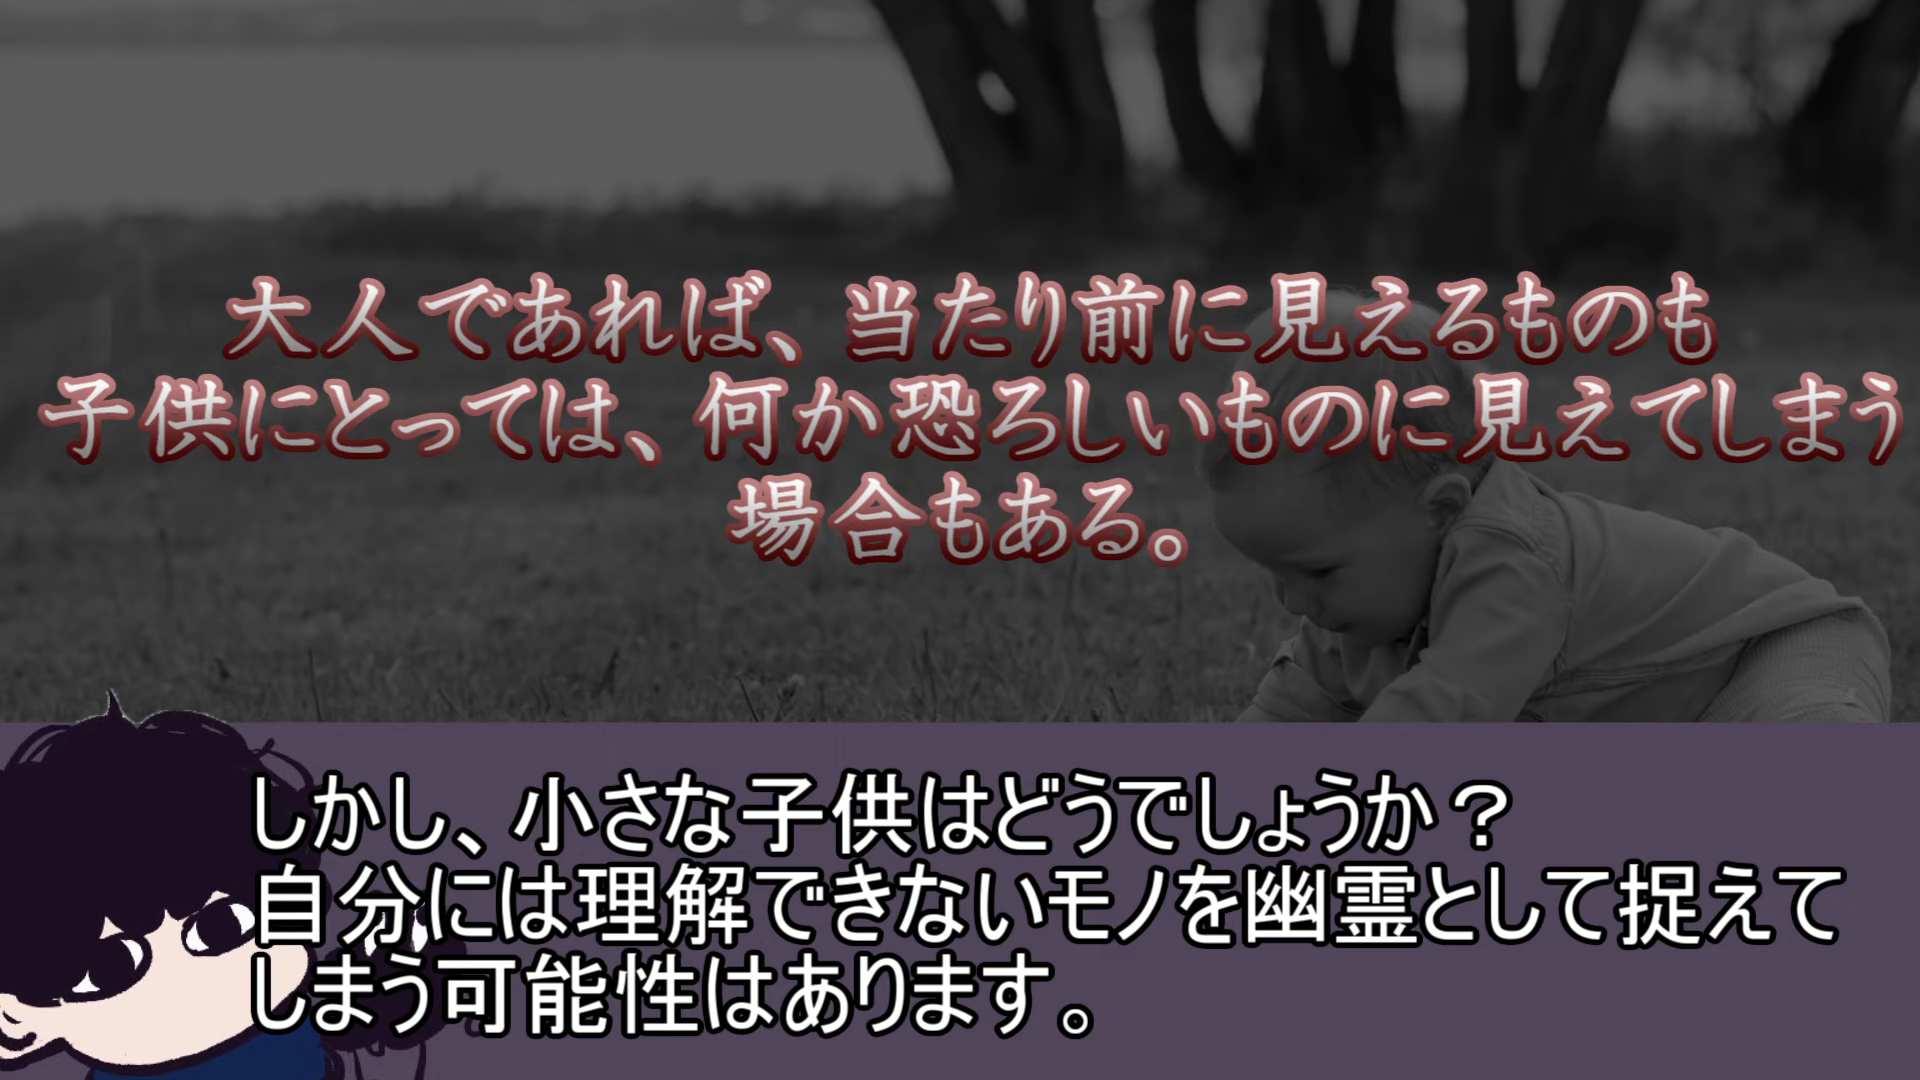 大人であれば、当たり前に見えるものも
子供にとっては、何か恐ろしいものに見えてしまう
場合もある。
しかし、小さな子供はどうでしょうか？
自分には理解できないモノを幽霊として捉えて
しまう可能性はあります。